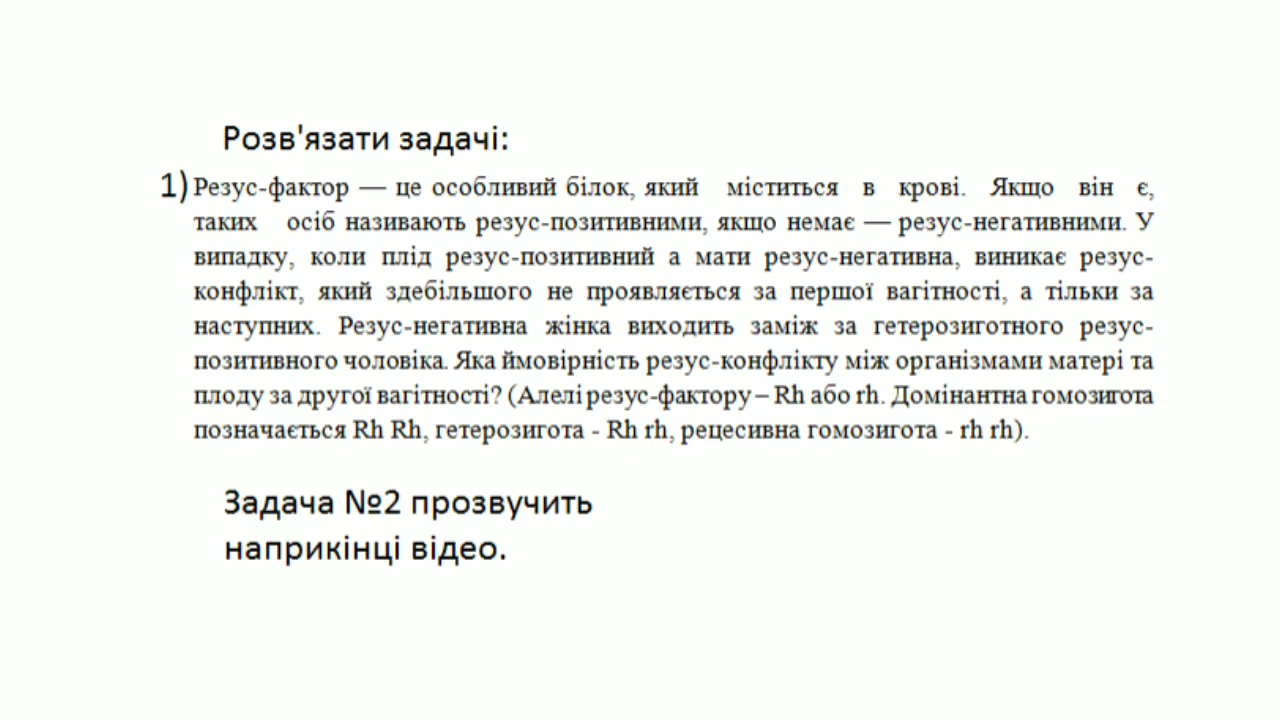 Розв'язати задачі:
1) Резус-фактор — це особливий білок, який міститься в крові. Якщо він є,
таких осіб називають резус-позитивними, якщо немає — резус-негативними. У
випадку, коли плід резус-позитивний а мати резус-негативна, виникає резус-
конфлікт, який здебільшого не проявляється за першої вагітності, а тільки за
наступних. Резус-негативна жінка виходить заміж за гетерозиготного резус-
позитивного чоловіка. Яка ймовірність резус-конфлікту між організмами матері та
плоду за другої вагітності? (Алелі резус-фактору – Rh або rh. Домінантна гомозигота
позначається Rh Rh, гетерозигота - Rh rh, рецесивна гомозигота - rh rh).
Задача №2 прозвучить
наприкінці відео.